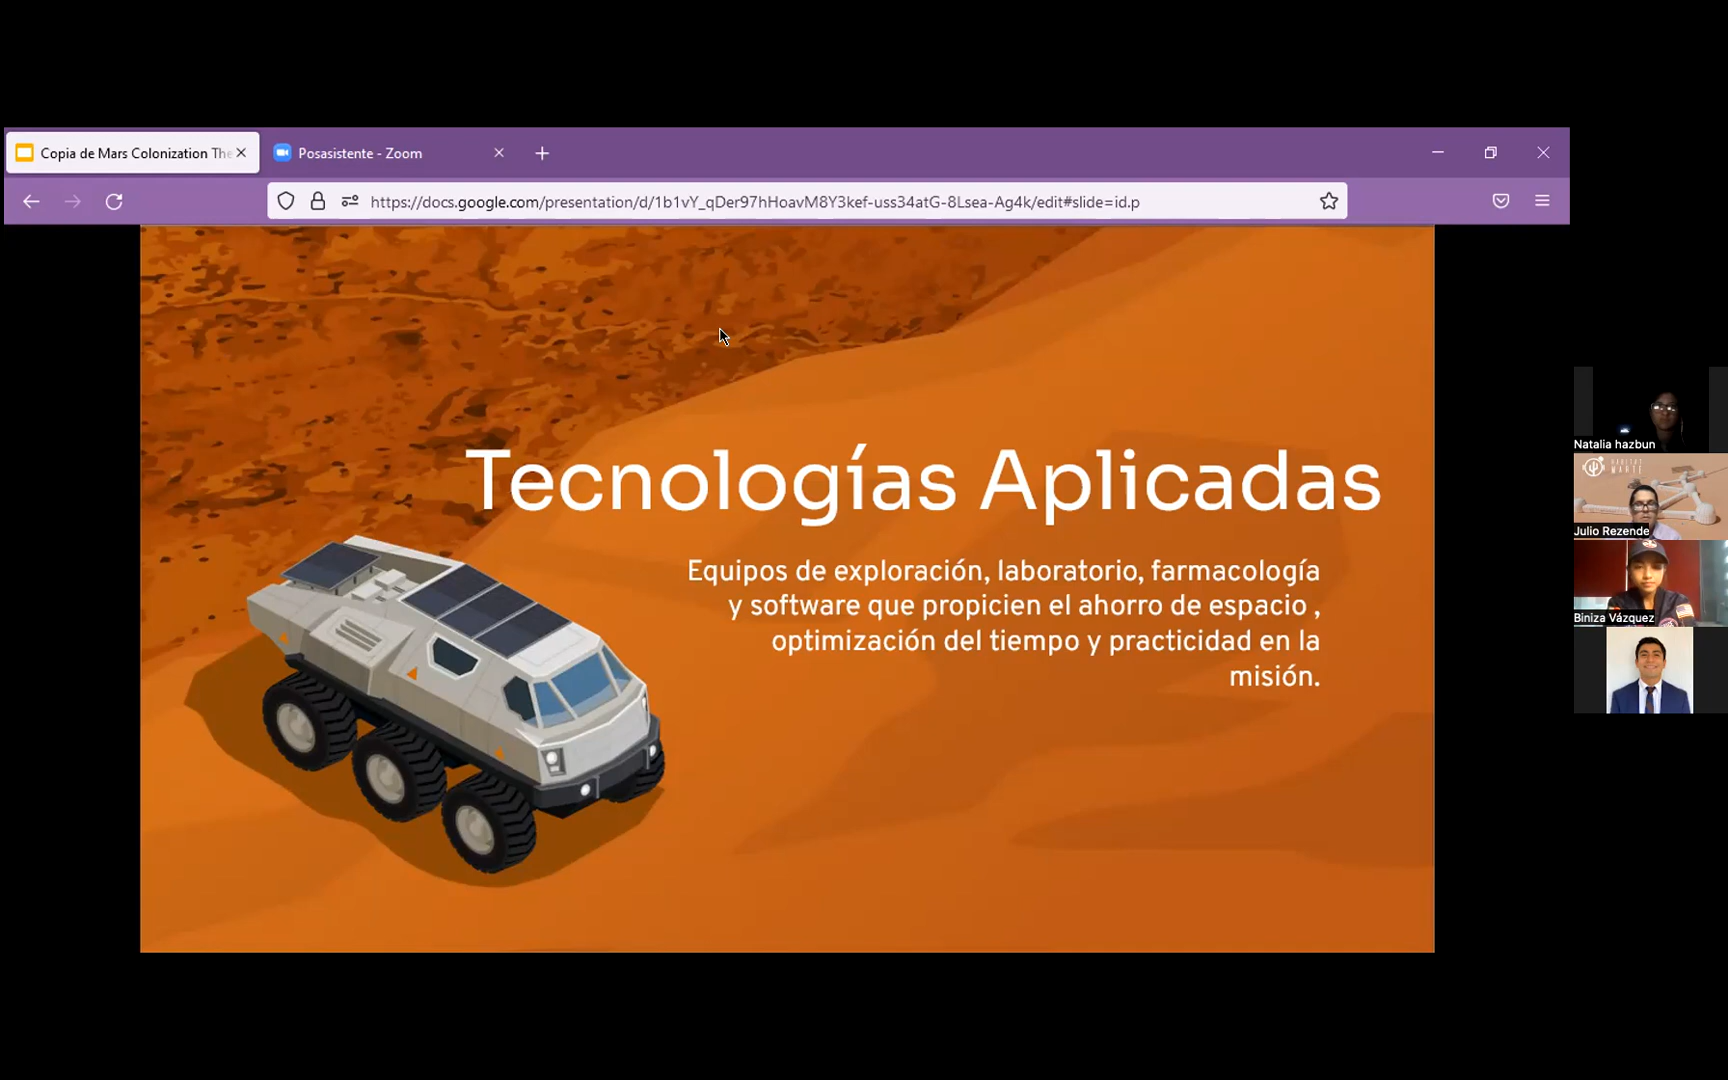 Copia de Mars Colonization The
Posasistente - Zoom
https://docs.google.com/presentation/d/1b1vY_qDer97hHoavM8Y3kef-uss34atG-8Lsea-Ag4k/edit#slide=id.p
Tecnologías Aplicadas
Equipos de exploración, laboratorio, farmacología
y software que propicien el ahorro de espacio ,
optimización del tiempo y practicidad en la
misión.
Natalia hazbun
HABITAT
MARTE
Julio Rezende
Biniza Vázquez